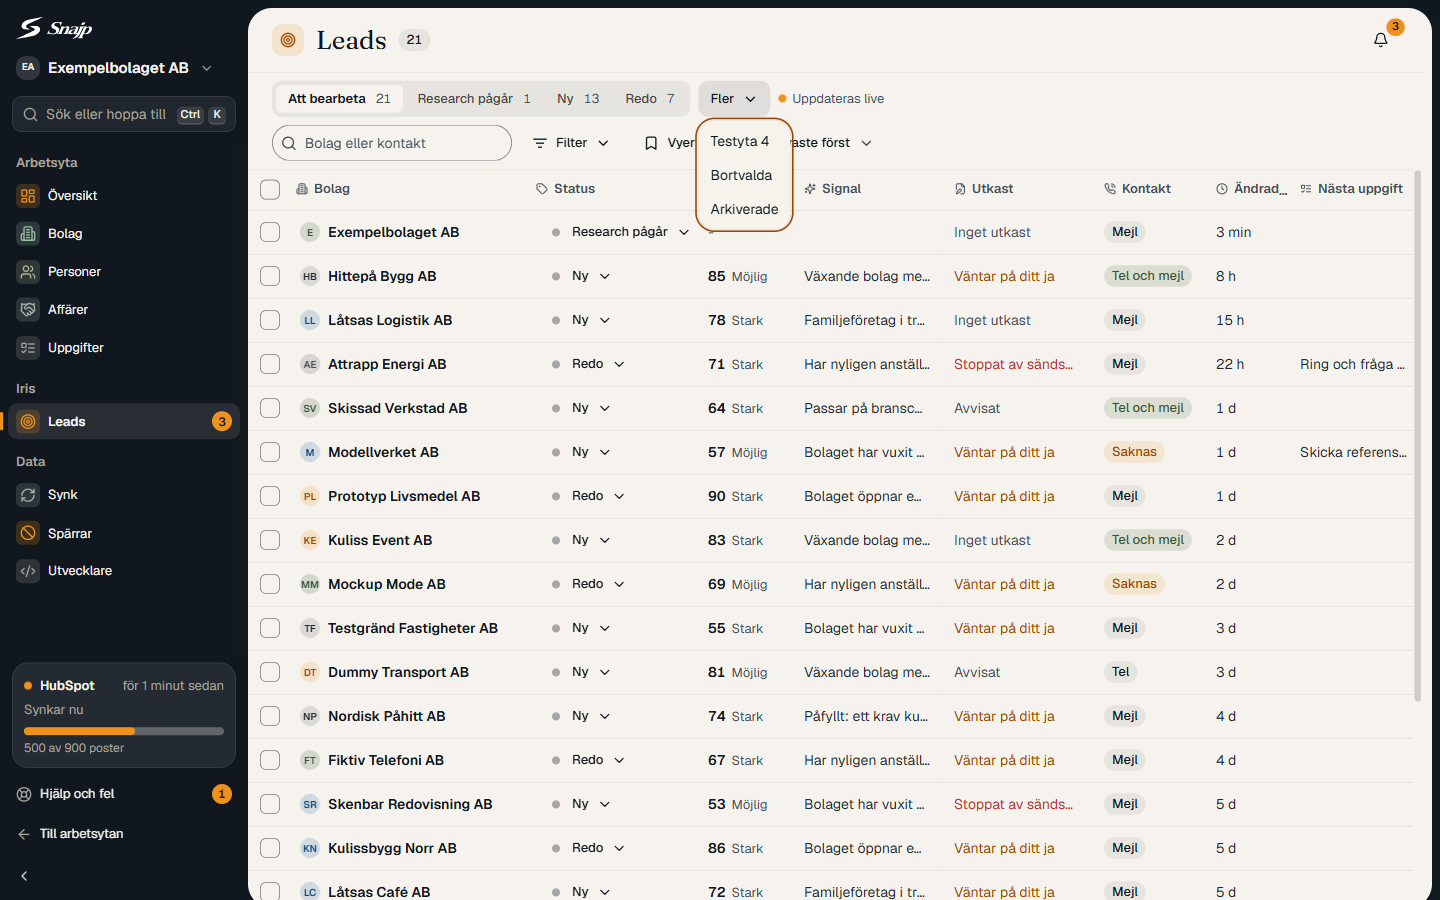 Snajp
EA Exempelbolaget AB
Sök eller hoppa till Ctrl K
Arbetsyta
Översikt
Bolag
Personer
Affärer
Uppgifter
Iris
Leads 3
Data
Synk
Spärrar
Utvecklare
HubSpot för 1 minut sedan
Synkar nu
500 av 900 poster
Hjälp och fel 1
Till arbetsytan
Leads 21
3
Att bearbeta 21 Research pågår 1 Ny 13 Redo 7 Fler Uppdateras live
Bolag eller kontakt Filter Vyer aste först
Testyta 4
Bortvalda
Arkiverade
Bolag Status Signal Utkast Kontakt Ändrad... Nästa uppgift
E Exempelbolaget AB Research pågår - Inget utkast Mejl 3 min
HB Hittepå Bygg AB Ny 85 Möjlig Växande bolag me... Väntar på ditt ja Tel och mejl 8 h
LL Låtsas Logistik AB Ny 78 Stark Familjeföretag i tr... Inget utkast Mejl 15 h
AE Attrapp Energi AB Redo 71 Stark Har nyligen anställ... Stoppat av sänds... Mejl 22 h Ring och fråga ...
SV Skissad Verkstad AB Ny 64 Stark Passar på bransc... Avvisat Tel och mejl 1 d
M Modellverket AB Ny 57 Möjlig Bolaget har vuxit ... Väntar på ditt ja Saknas 1 d Skicka referens...
PL Prototyp Livsmedel AB Redo 90 Stark Bolaget öppnar e... Väntar på ditt ja Mejl 1 d
KE Kuliss Event AB Ny 83 Stark Växande bolag me... Inget utkast Tel och mejl 2 d
MM Mockup Mode AB Redo 69 Möjlig Har nyligen anställ... Väntar på ditt ja Saknas 2 d
TF Testgränd Fastigheter AB Ny 55 Stark Bolaget har vuxit ... Väntar på ditt ja Mejl 3 d
DT Dummy Transport AB Ny 81 Möjlig Växande bolag me... Avvisat Tel 3 d
NP Nordisk Påhitt AB Ny 74 Stark Påfyllt: ett krav ku... Väntar på ditt ja Mejl 4 d
FT Fiktiv Telefoni AB Redo 67 Stark Har nyligen anställ... Väntar på ditt ja Mejl 4 d
SR Skenbar Redovisning AB Ny 53 Möjlig Bolaget har vuxit ... Stoppat av sänds... Mejl 5 d
KN Kulissbygg Norr AB Redo 86 Stark Bolaget öppnar e... Väntar på ditt ja Mejl 5 d
LC Låtsas Café AB Ny 72 Stark Familjeföretag i tr... Väntar på ditt ja Mejl 5 d